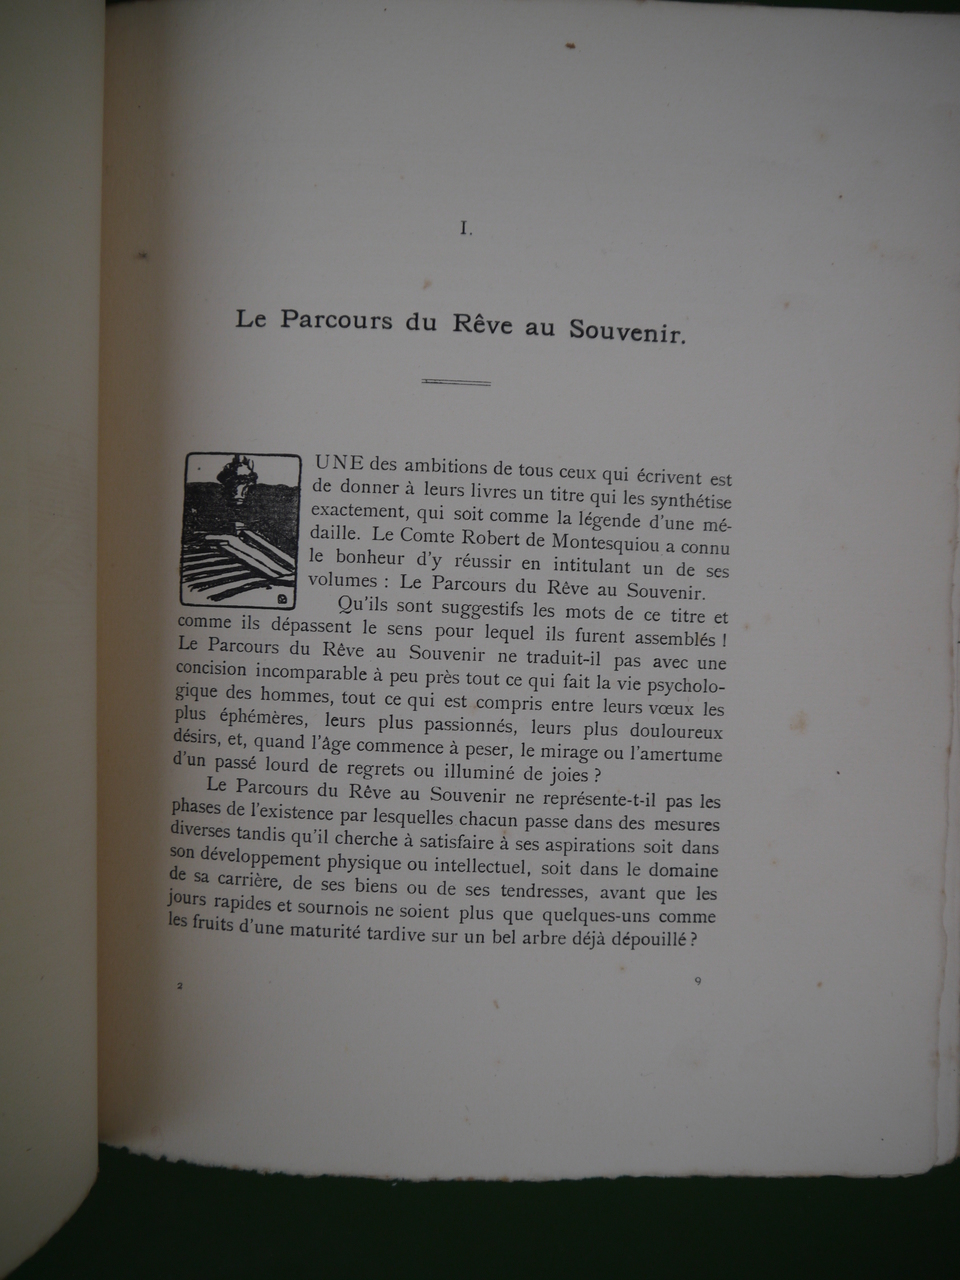 I.
Le Parcours du Rêve au Souvenir.
UNE des ambitions de tous ceux qui écrivent est
de donner à leurs livres un titre qui les synthétise
exactement, qui soit comme la légende d'une mé-
daille. Le Comte Robert de Montesquiou a connu
le bonheur d'y réussir en intitulant un de ses
volumes : Le Parcours du Rêve au Souvenir.
Qu'ils sont suggestifs les mots de ce titre et
comme ils dépassent le sens pour lequel ils furent assemblés !
Le Parcours du Rêve au Souvenir ne traduit-il pas avec une
concision incomparable à peu près tout ce qui fait la vie psycholo-
gique des hommes, tout ce qui est compris entre leurs vœux les
plus éphémères, leurs plus passionnés, leurs plus douloureux
désirs, et, quand l'âge commence à peser, le mirage ou l'amertume
d'un passé lourd de regrets ou illuminé de joies ?
Le Parcours du Rêve au Souvenir ne représente-t-il pas les
phases de l'existence par lesquelles chacun passe dans des mesures
diverses tandis qu'il cherche à satisfaire à ses aspirations soit dans
son développement physique ou intellectuel, soit dans le domaine
de sa carrière, de ses biens ou de ses tendresses, avant que les
jours rapides et sournois ne soient plus que quelques-uns comme
les fruits d'une maturité tardive sur un bel arbre déjà dépouillé ?
2 9